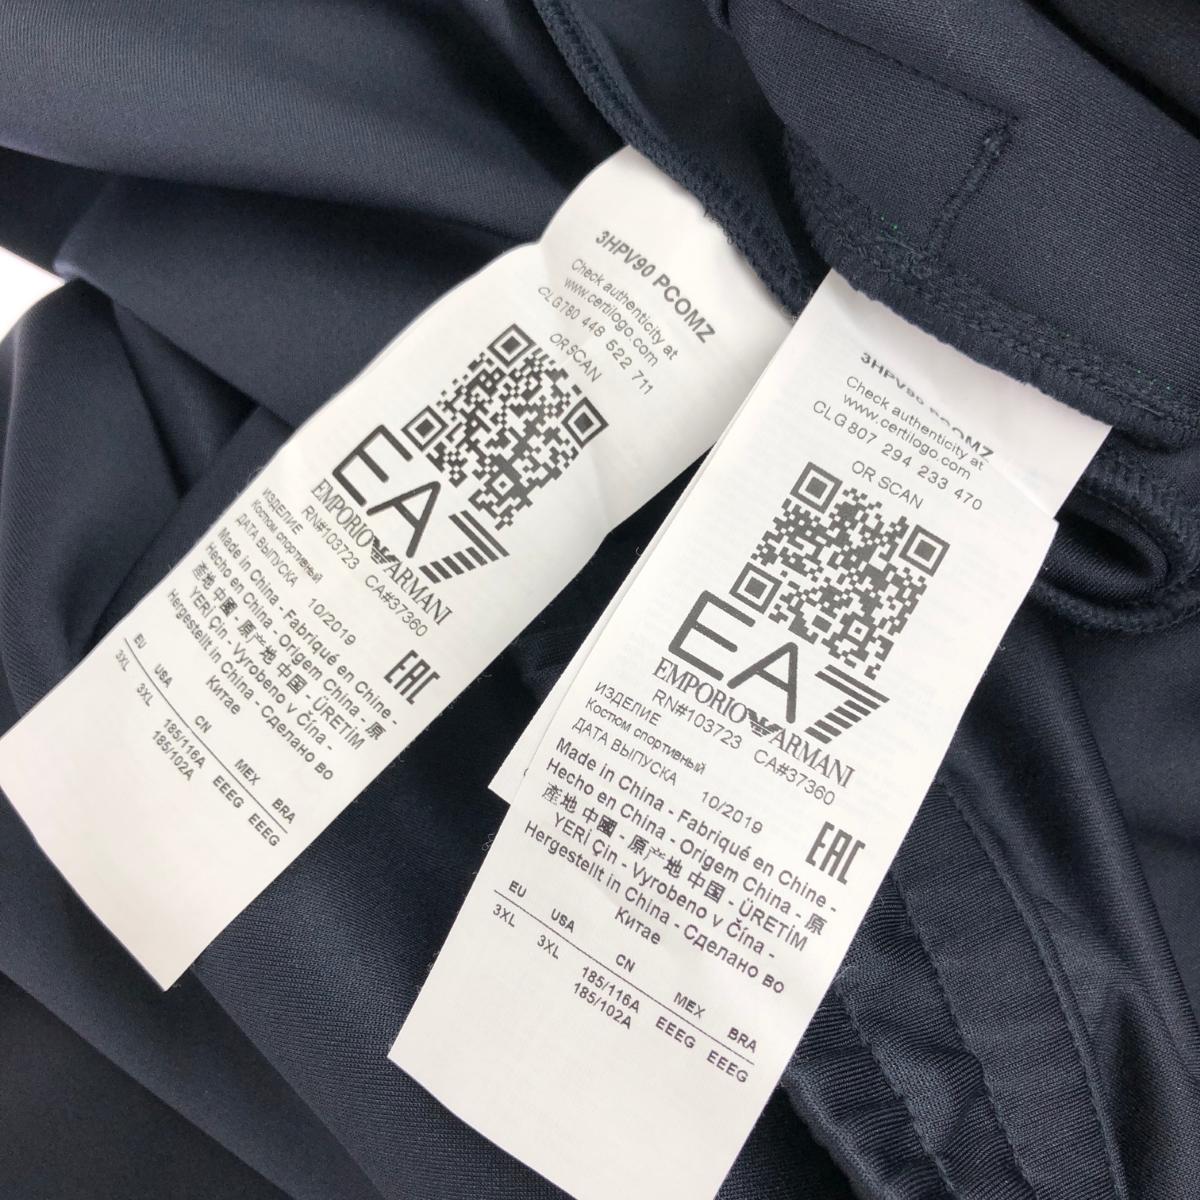 3HPV90 PCOMZ
Check authenticity at
www.certilogo.com
CLG780 448 522 711
OR SCAN
EA7
EMPORIO ARMANI
RN#103723 CA#37360
ИЗДЕЛИЕ
Костюм спортивный
ДАТА ВЫПУСКА 10/2019
EAC
Made in China - Fabriqué en Chine -
Hecho en China - Origem China - 原
產地 中國 - 原产地 中国 - ÜRETİM
YERİ Çin - Vyrobeno v Čína -
Hergestellt in China - Сделано во
Китае
EU USA CN MEX BRA
3XL 3XL 185/116A EEEG EEEG
185/102A
3HPV90 PCOMZ
Check authenticity at
www.certilogo.com
CLG807 294 233 470
OR SCAN
EA7
EMPORIO ARMANI
RN#103723 CA#37360
ИЗДЕЛИЕ
Костюм спортивный
ДАТА ВЫПУСКА 10/2019
EAC
Made in China - Fabriqué en Chine -
Hecho en China - Origem China - 原
產地 中國 - 原产地 中国 - ÜRETİM
YERİ Çin - Vyrobeno v Čína -
Hergestellt in China - Сделано во
Китае
EU USA CN MEX BRA
3XL 3XL 185/116A EEEG EEEG
185/102A